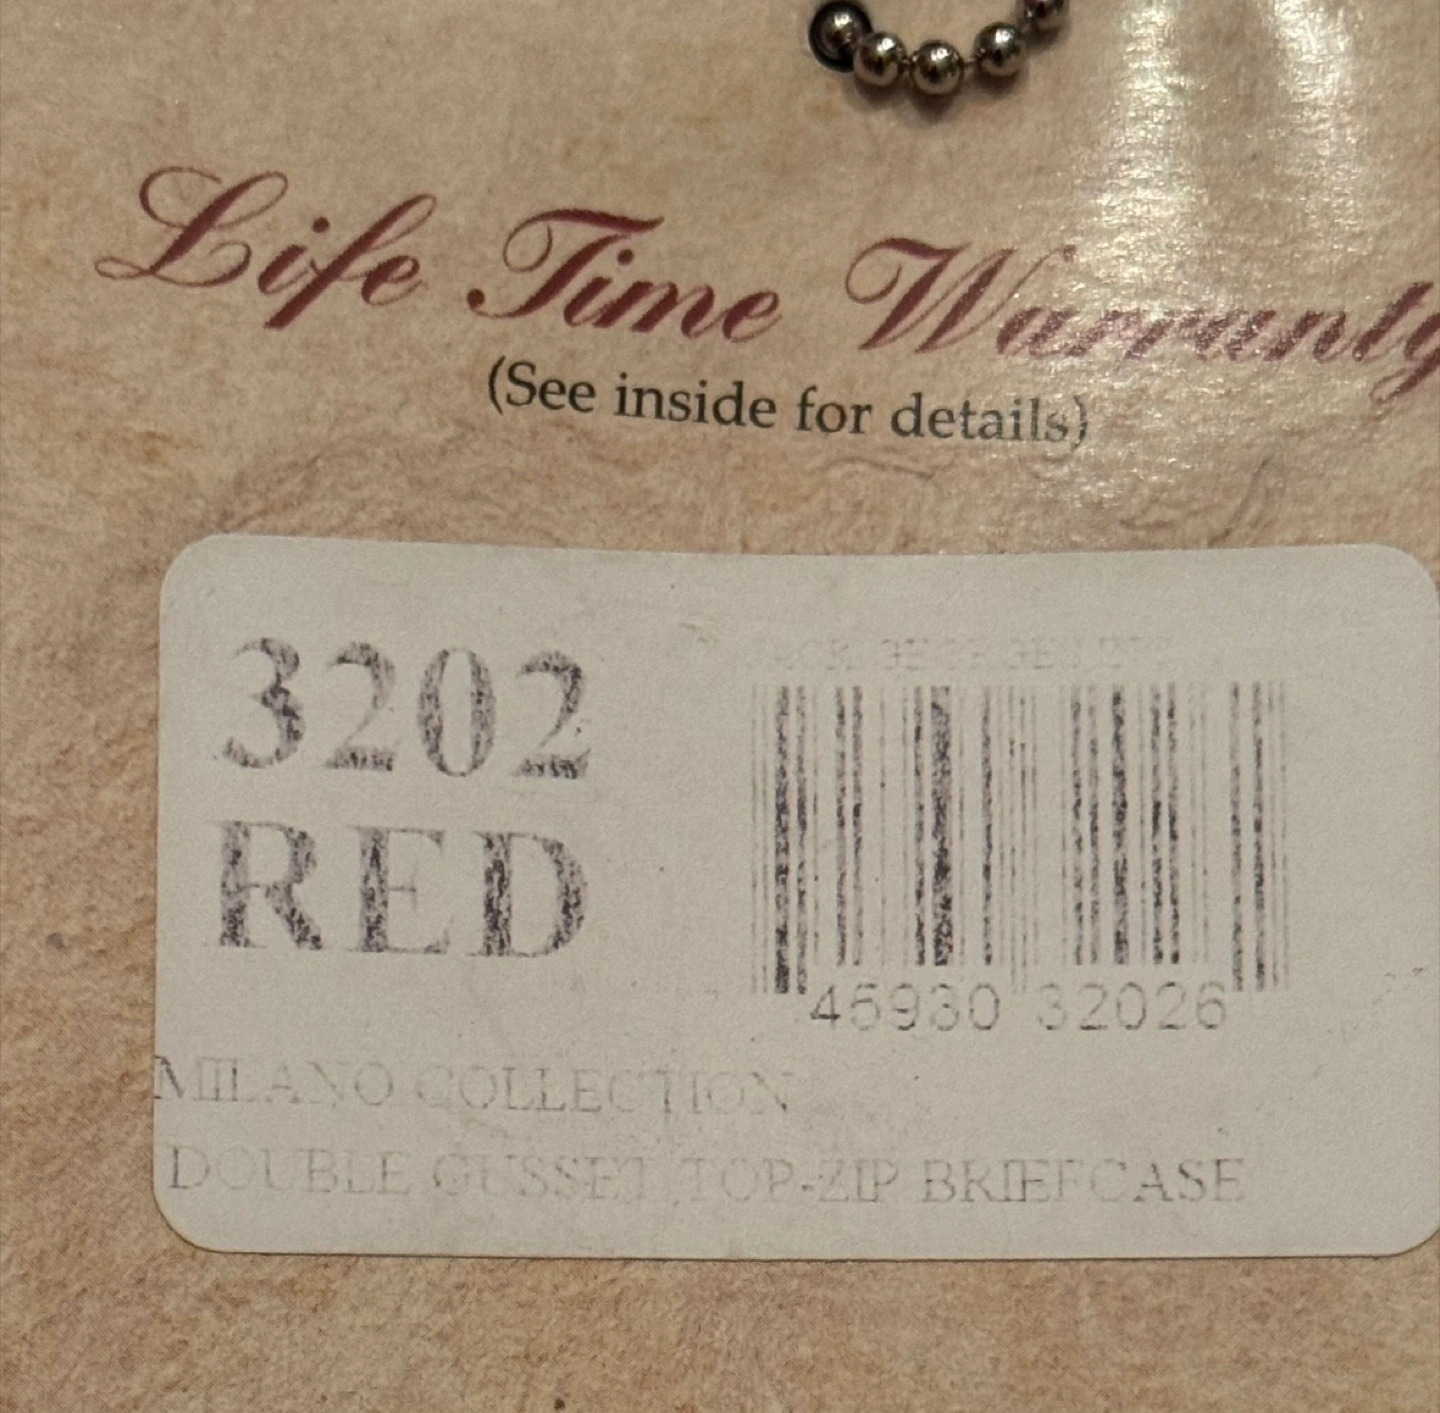 Life Time Warranty
(See inside for details)
3202
RED
45930 32026
MILANO COLLECTION
DOUBLE GUSSET TOP-ZIP BRIEFCASE